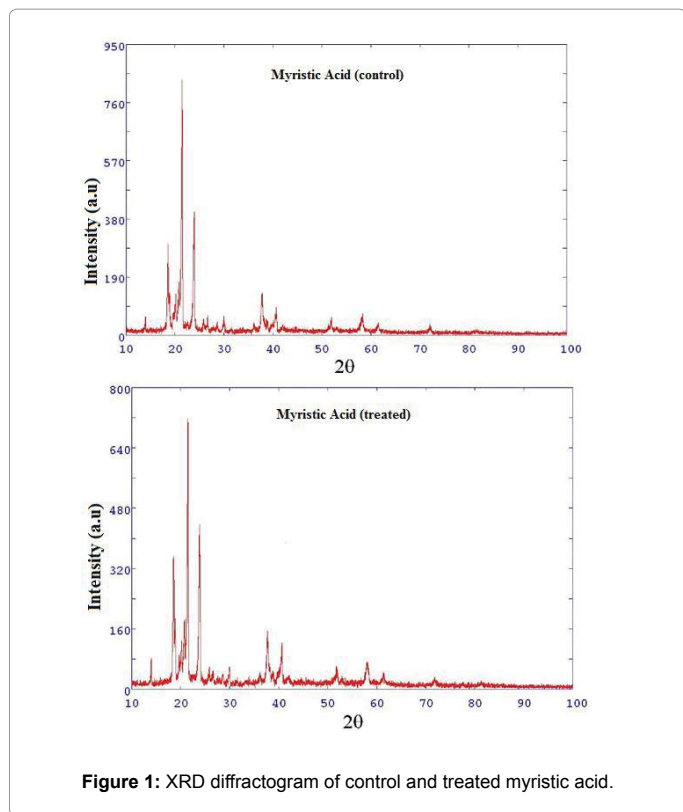 950
Myristic Acid (control)
760
570
380
190
0
Intensity (a.u)
10 20 30 40 50 60 70 80 90 100
2θ
800
Myristic Acid (treated)
640
480
320
160
0
Intensity (a.u)
10 20 30 40 50 60 70 80 90 100
2θ
Figure 1: XRD diffractogram of control and treated myristic acid.